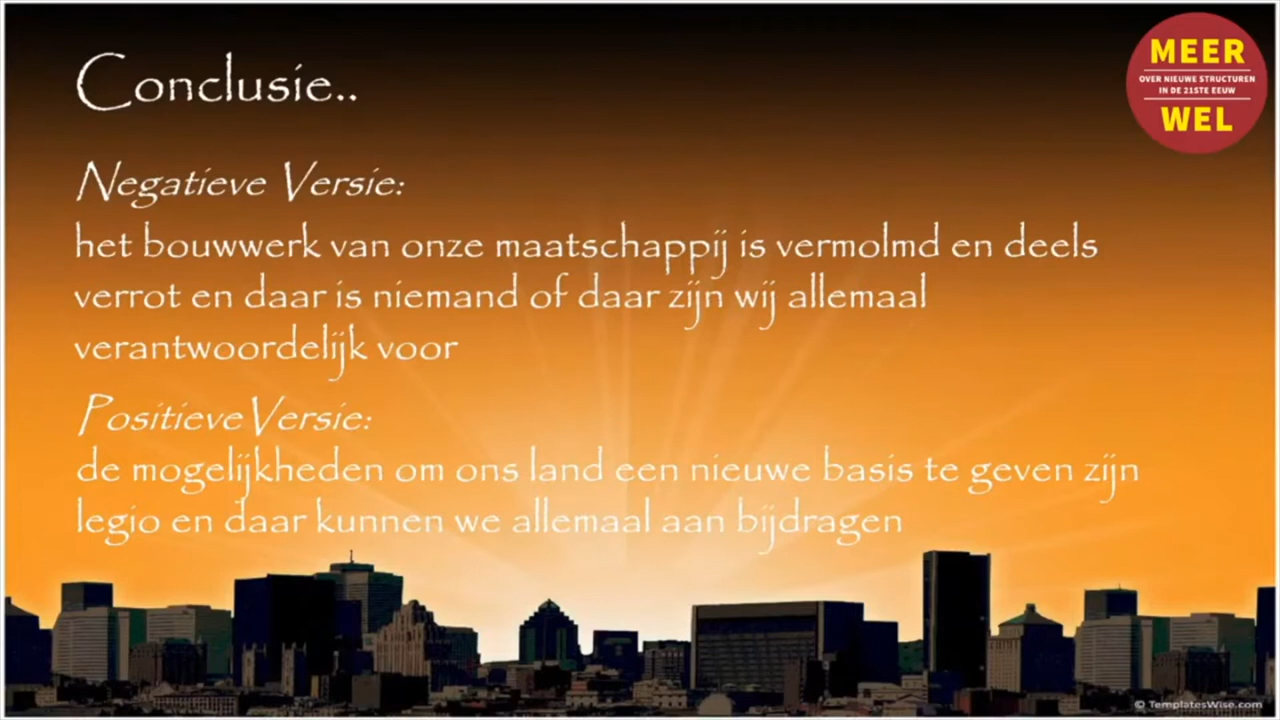 Conclusie..
MEER
OVER NIEUWE STRUCTUREN
IN DE 21STE EEUW
WEL
Negatieve Versie:
het bouwwerk van onze maatschappij is vermolmd en deels
verrot en daar is niemand of daar zijn wij allemaal
verantwoordelijk voor
Positieve Versie:
de mogelijkheden om ons land een nieuwe basis te geven zijn
legio en daar kunnen we allemaal aan bijdragen
© TemplatesWise.com